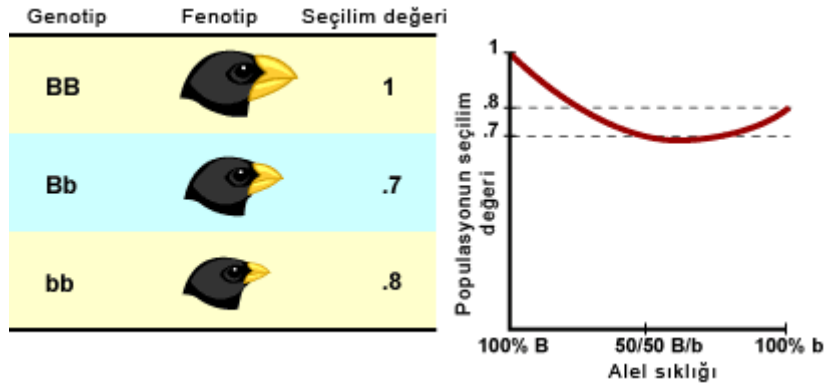 Genotip Fenotip Seçilim değeri
BB 1
Bb .7
bb .8
Populasyonun seçilim
değeri
1
.8
.7
100% B 50/50 B/b 100% b
Alel sıklığı